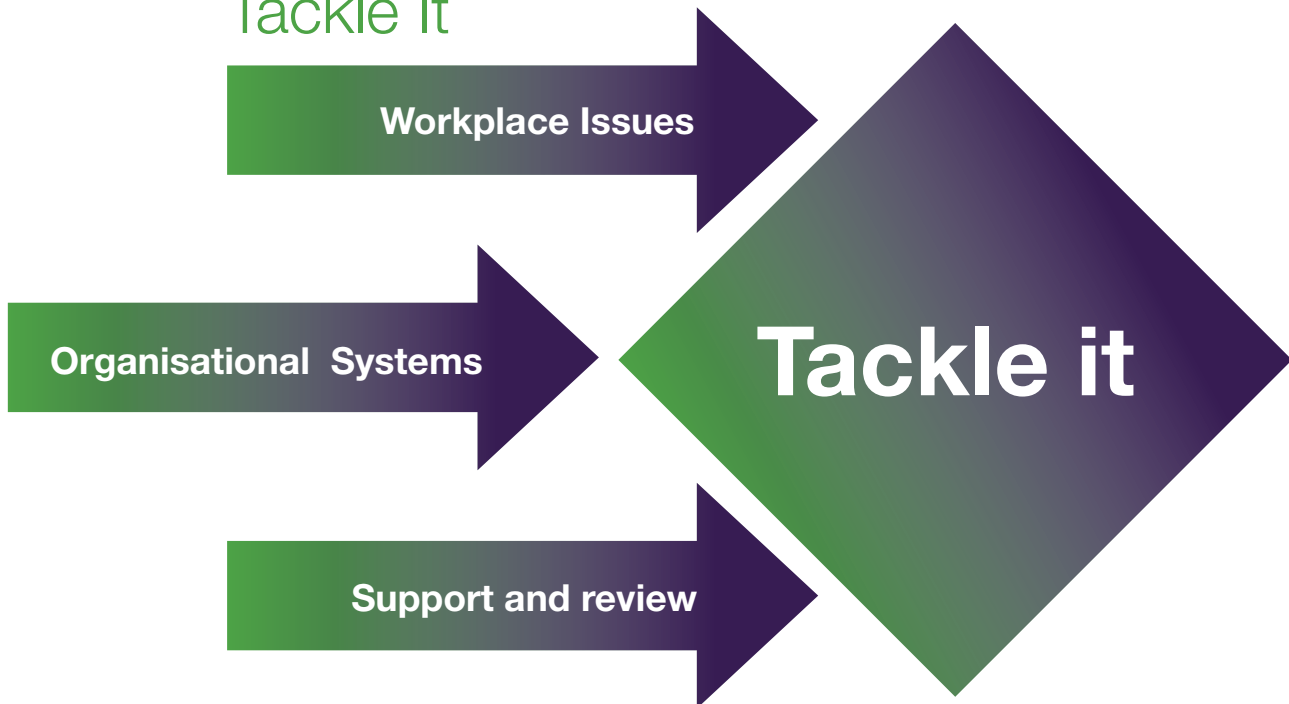 Tackle it
Workplace Issues
Organisational Systems
Tackle it
Support and review